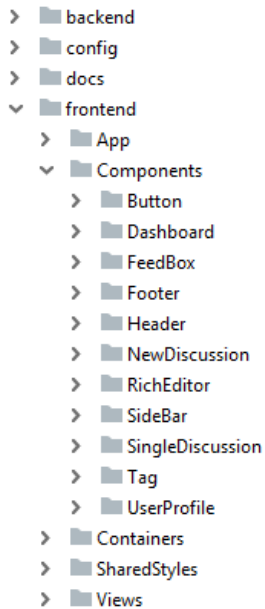 backend
config
docs
frontend
App
Components
Button
Dashboard
FeedBox
Footer
Header
NewDiscussion
RichEditor
SideBar
SingleDiscussion
Tag
UserProfile
Containers
SharedStyles
Views